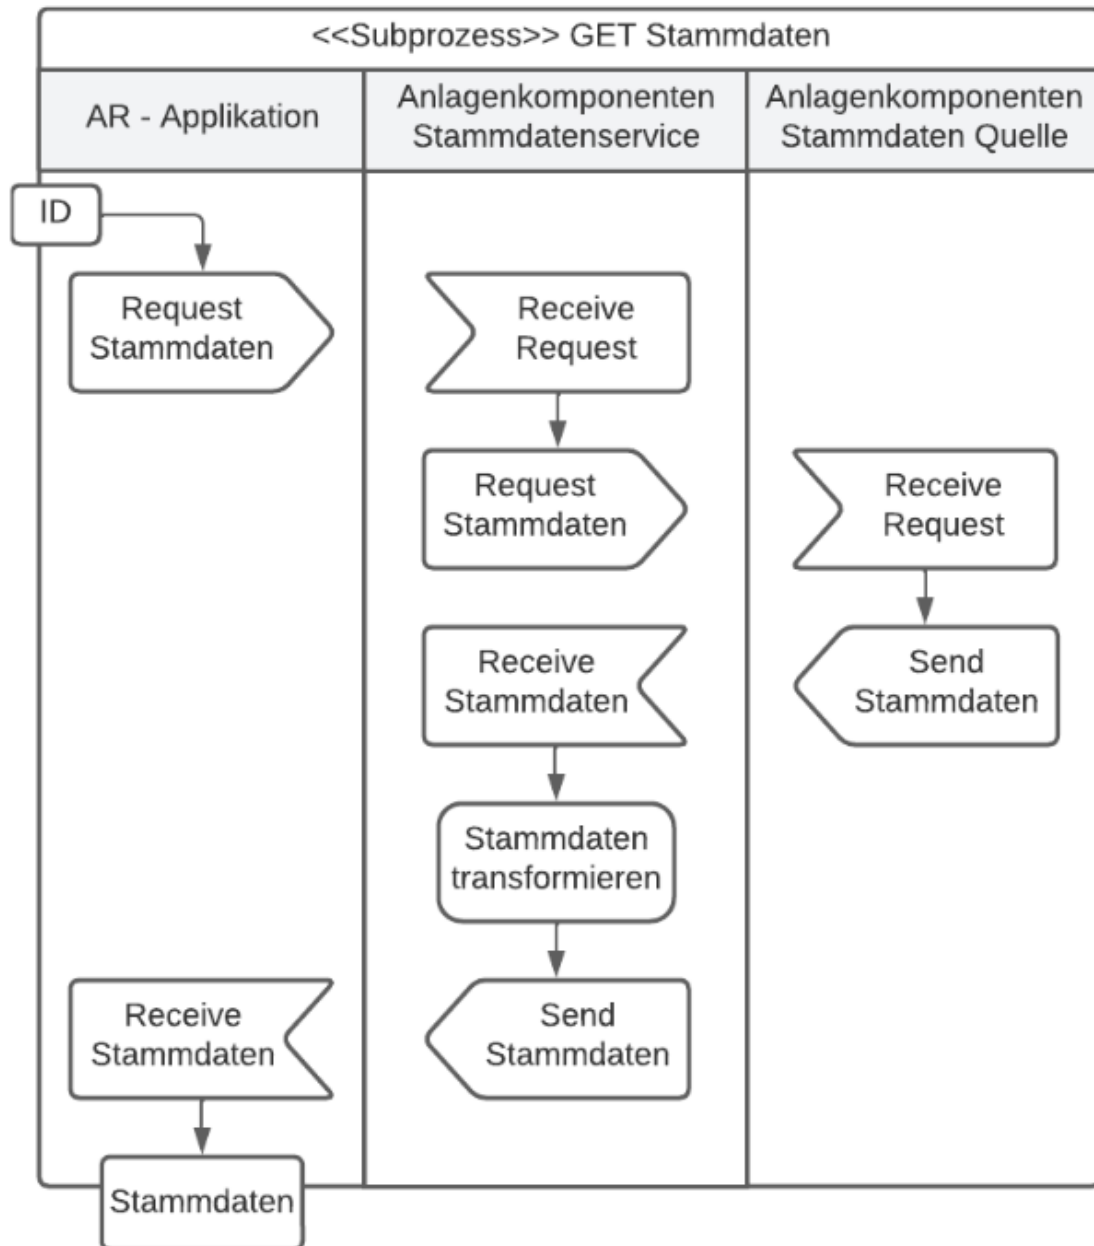 <<Subprozess>> GET Stammdaten
AR - Applikation
Anlagenkomponenten
Stammdatenservice
Anlagenkomponenten
Stammdaten Quelle
ID
Request
Stammdaten
Receive
Request
Request
Stammdaten
Receive
Request
Receive
Stammdaten
Send
Stammdaten
Stammdaten
transformieren
Receive
Stammdaten
Send
Stammdaten
Stammdaten